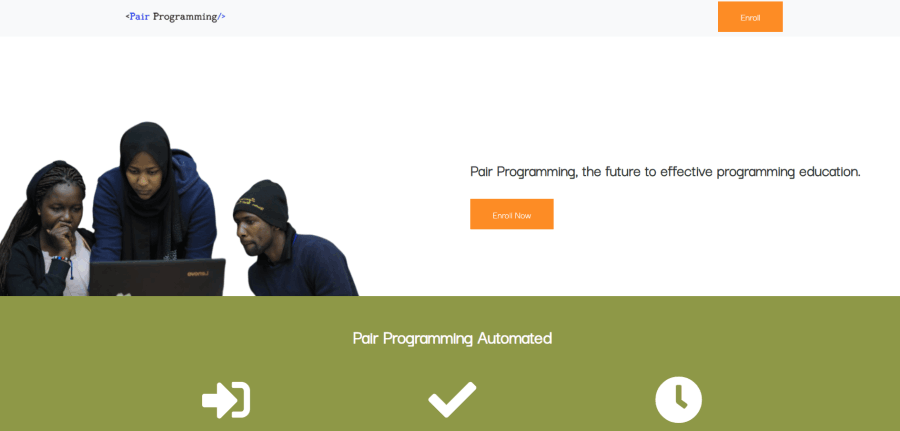 <Pair Programming/>
Enroll
Pair Programming, the future to effective programming education.
Enroll Now
Pair Programming Automated